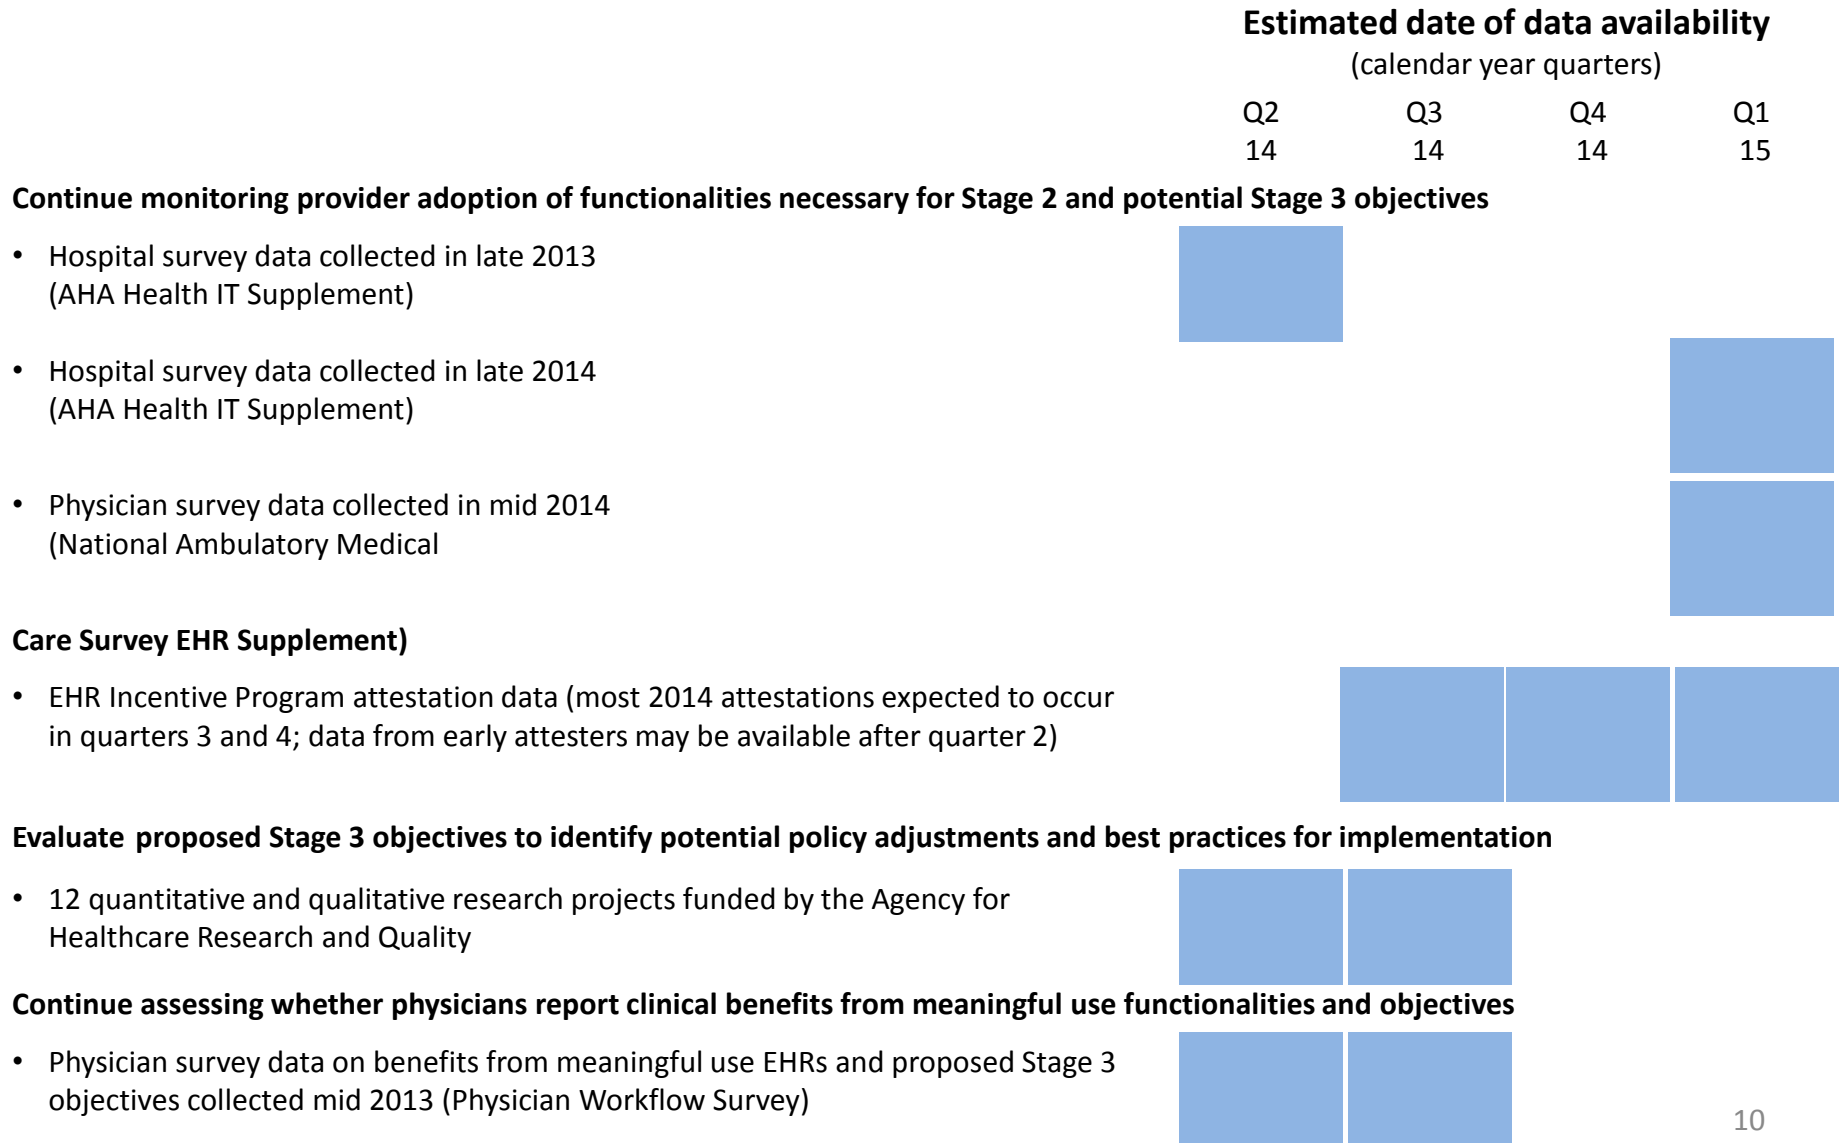 Estimated date of data availability
(calendar year quarters)
Q2 Q3 Q4 Q1
14 14 14 15
Continue monitoring provider adoption of functionalities necessary for Stage 2 and potential Stage 3 objectives
• Hospital survey data collected in late 2013
(AHA Health IT Supplement)
• Hospital survey data collected in late 2014
(AHA Health IT Supplement)
• Physician survey data collected in mid 2014
(National Ambulatory Medical
Care Survey EHR Supplement)
• EHR Incentive Program attestation data (most 2014 attestations expected to occur
in quarters 3 and 4; data from early attesters may be available after quarter 2)
Evaluate proposed Stage 3 objectives to identify potential policy adjustments and best practices for implementation
• 12 quantitative and qualitative research projects funded by the Agency for
Healthcare Research and Quality
Continue assessing whether physicians report clinical benefits from meaningful use functionalities and objectives
• Physician survey data on benefits from meaningful use EHRs and proposed Stage 3
objectives collected mid 2013 (Physician Workflow Survey)
10